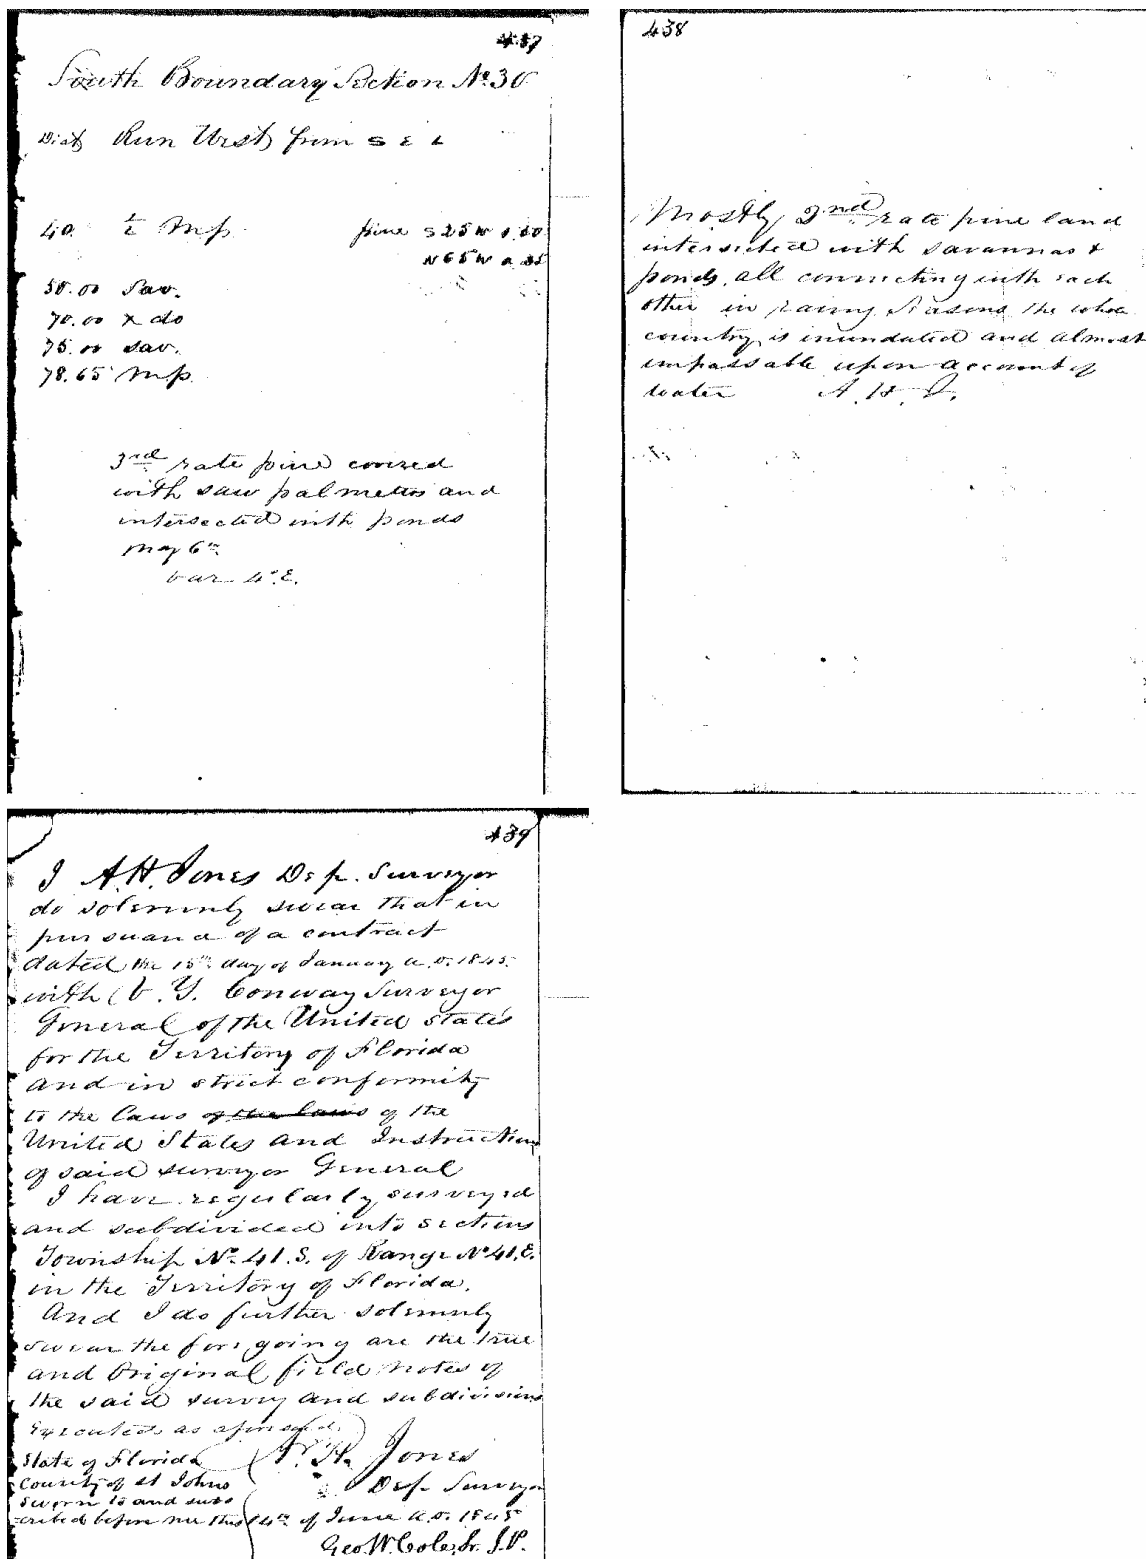 437
South Boundary Section No. 30
Dist Run West from S E c
40. ½ Mp. pine S 25 W 0.50
N 65 W 0.35
50.00 Sav.
70.00 X do
75.00 Sav.
78.65 Mp.
3rd rate pine covered
with saw palmetto and
intersected with ponds
May 6th
Var 4° E.
438
Mostly 2nd rate pine land
intersected with savannas &
ponds, all connecting with each
other in rainy seasons the whole
country is inundated and almost
impassable upon account of
water A. H. J.
439
I A.H. Jones Dep. Surveyor
do solemnly swear that in
pursuance of a contract
dated the 15th day of January A.D. 1845.
with V. Y. Conway Surveyor
General of the United States
for the Territory of Florida
and in strict conformity
to the laws of the laws of the
United States and Instructions
of said surveyor General
I have regularly surveyed
and subdivided into sections
Township No. 41. S. of Range No 41. E.
in the Territory of Florida.
And I do further solemnly
swear the fore going are the true
and Original field notes of
the said survey and subdivisions
executed as aforesaid.
State of Florida A. H. Jones
County of St Johns Dep. Surveyor
Sworn to and subs
cribed before me this 14th of June A.D. 1845
Geo. W. Cole, Jr. J.P.